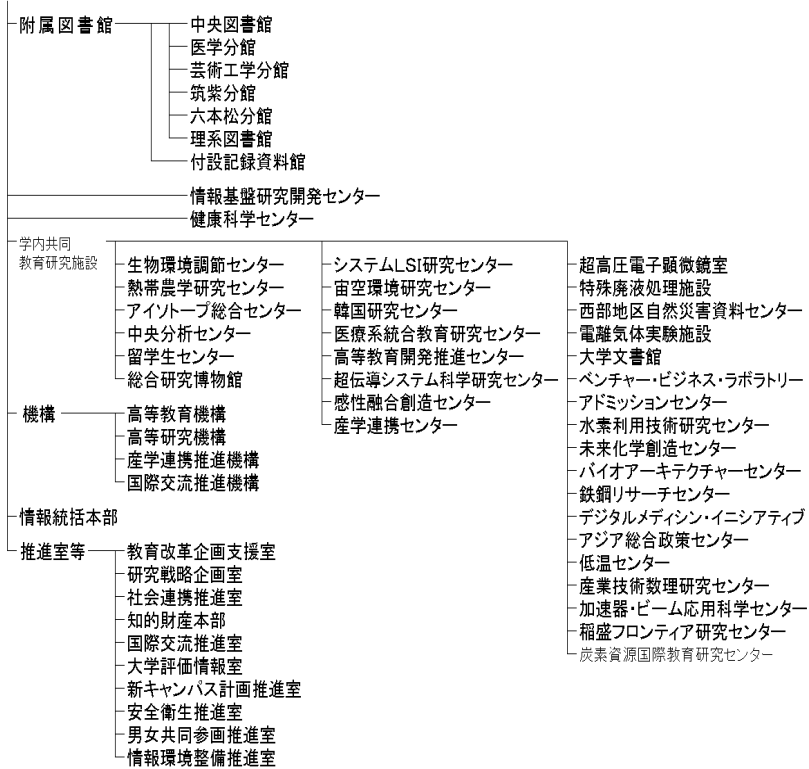 附属図書館
中央図書館
医学分館
芸術工学分館
筑紫分館
六本松分館
理系図書館
付設記録資料館
情報基盤研究開発センター
健康科学センター
学内共同
教育研究施設
生物環境調節センター
熱帯農学研究センター
アイソトープ総合センター
中央分析センター
留学生センター
総合研究博物館
システムLSI研究センター
宙空環境研究センター
韓国研究センター
医療系統合教育研究センター
高等教育開発推進センター
超伝導システム科学研究センター
感性融合創造センター
産学連携センター
超高圧電子顕微鏡室
特殊廃液処理施設
西部地区自然災害資料センター
電離気体実験施設
大学文書館
ベンチャー・ビジネス・ラボラトリー
アドミッションセンター
水素利用技術研究センター
未来化学創造センター
バイオアーキテクチャーセンター
鉄鋼リサーチセンター
デジタルメディシン・イニシアティブ
アジア総合政策センター
低温センター
産業技術数理研究センター
加速器・ビーム応用科学センター
稲盛フロンティア研究センター
炭素資源国際教育研究センター
機構
高等教育機構
高等研究機構
産学連携推進機構
国際交流推進機構
情報統括本部
推進室等
教育改革企画支援室
研究戦略企画室
社会連携推進室
知的財産本部
国際交流推進室
大学評価情報室
新キャンパス計画推進室
安全衛生推進室
男女共同参画推進室
情報環境整備推進室